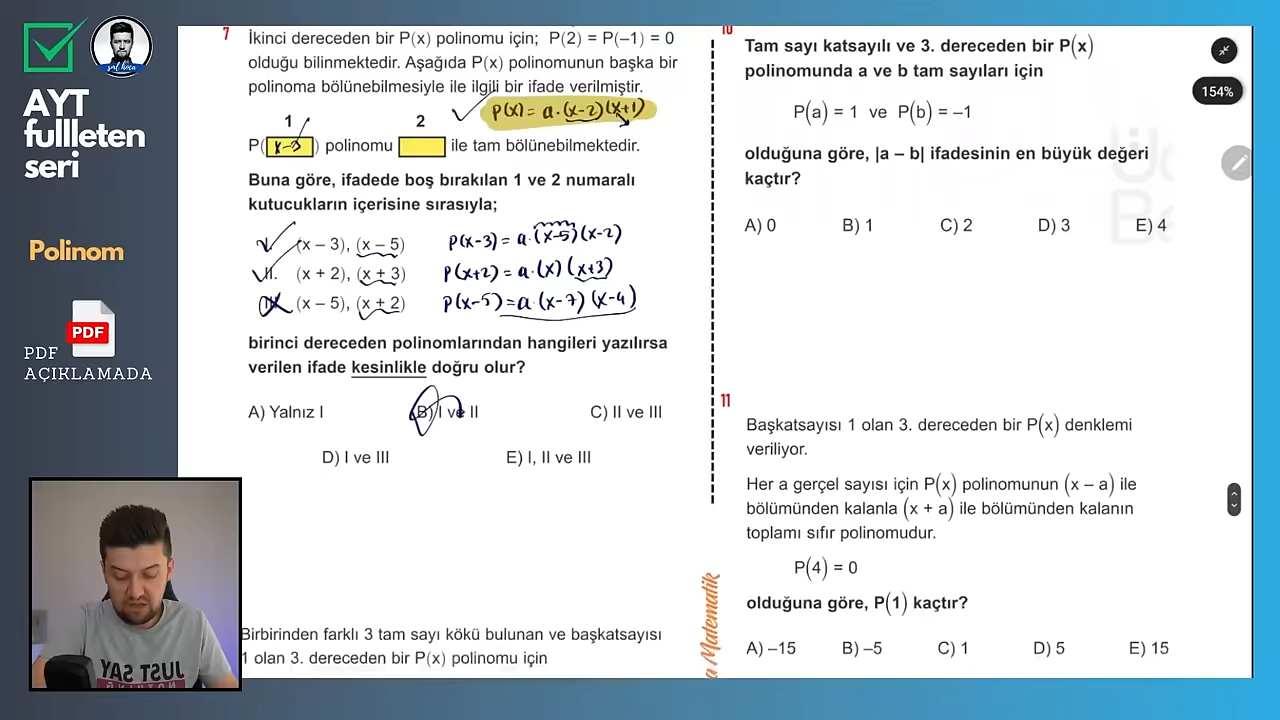 AYT
fullleten
seri
Polinom
PDF
PDF
AÇIKLAMADA
7
İkinci dereceden bir P(x) polinomu için; P(2) = P(–1) = 0
olduğu bilinmektedir. Aşağıda P(x) polinomunun başka bir
polinoma bölünebilmesiyle ile ilgili bir ifade verilmiştir.
P(x) = a·(x-2)(x+1)
1 2
P( x-3 ) polinomu ile tam bölünebilmektedir.
Buna göre, ifadede boş bırakılan 1 ve 2 numaralı
kutucukların içerisine sırasıyla;
(x – 3), (x – 5) P(x-3) = a·(x-5)(x-2)
II. (x + 2), (x + 3) P(x+2) = a·(x)(x+3)
III. (x – 5), (x + 2) P(x-5) = a·(x-7)(x-4)
birinci dereceden polinomlarından hangileri yazılırsa
verilen ifade kesinlikle doğru olur?
A) Yalnız I B) I ve II C) II ve III
D) I ve III E) I, II ve III
Birbirinden farklı 3 tam sayı kökü bulunan ve başkatsayısı
1 olan 3. dereceden bir P(x) polinomu için
10
Tam sayı katsayılı ve 3. dereceden bir P(x)
polinomunda a ve b tam sayıları için
P(a) = 1 ve P(b) = –1
olduğuna göre, |a – b| ifadesinin en büyük değeri
kaçtır?
A) 0 B) 1 C) 2 D) 3 E) 4
154%
11
Başkatsayısı 1 olan 3. dereceden bir P(x) denklemi
veriliyor.
Her a gerçel sayısı için P(x) polinomunun (x – a) ile
bölümünden kalanla (x + a) ile bölümünden kalanın
toplamı sıfır polinomudur.
P(4) = 0
olduğuna göre, P(1) kaçtır?
A) –15 B) –5 C) 1 D) 5 E) 15
a Matematik
JUST SAY